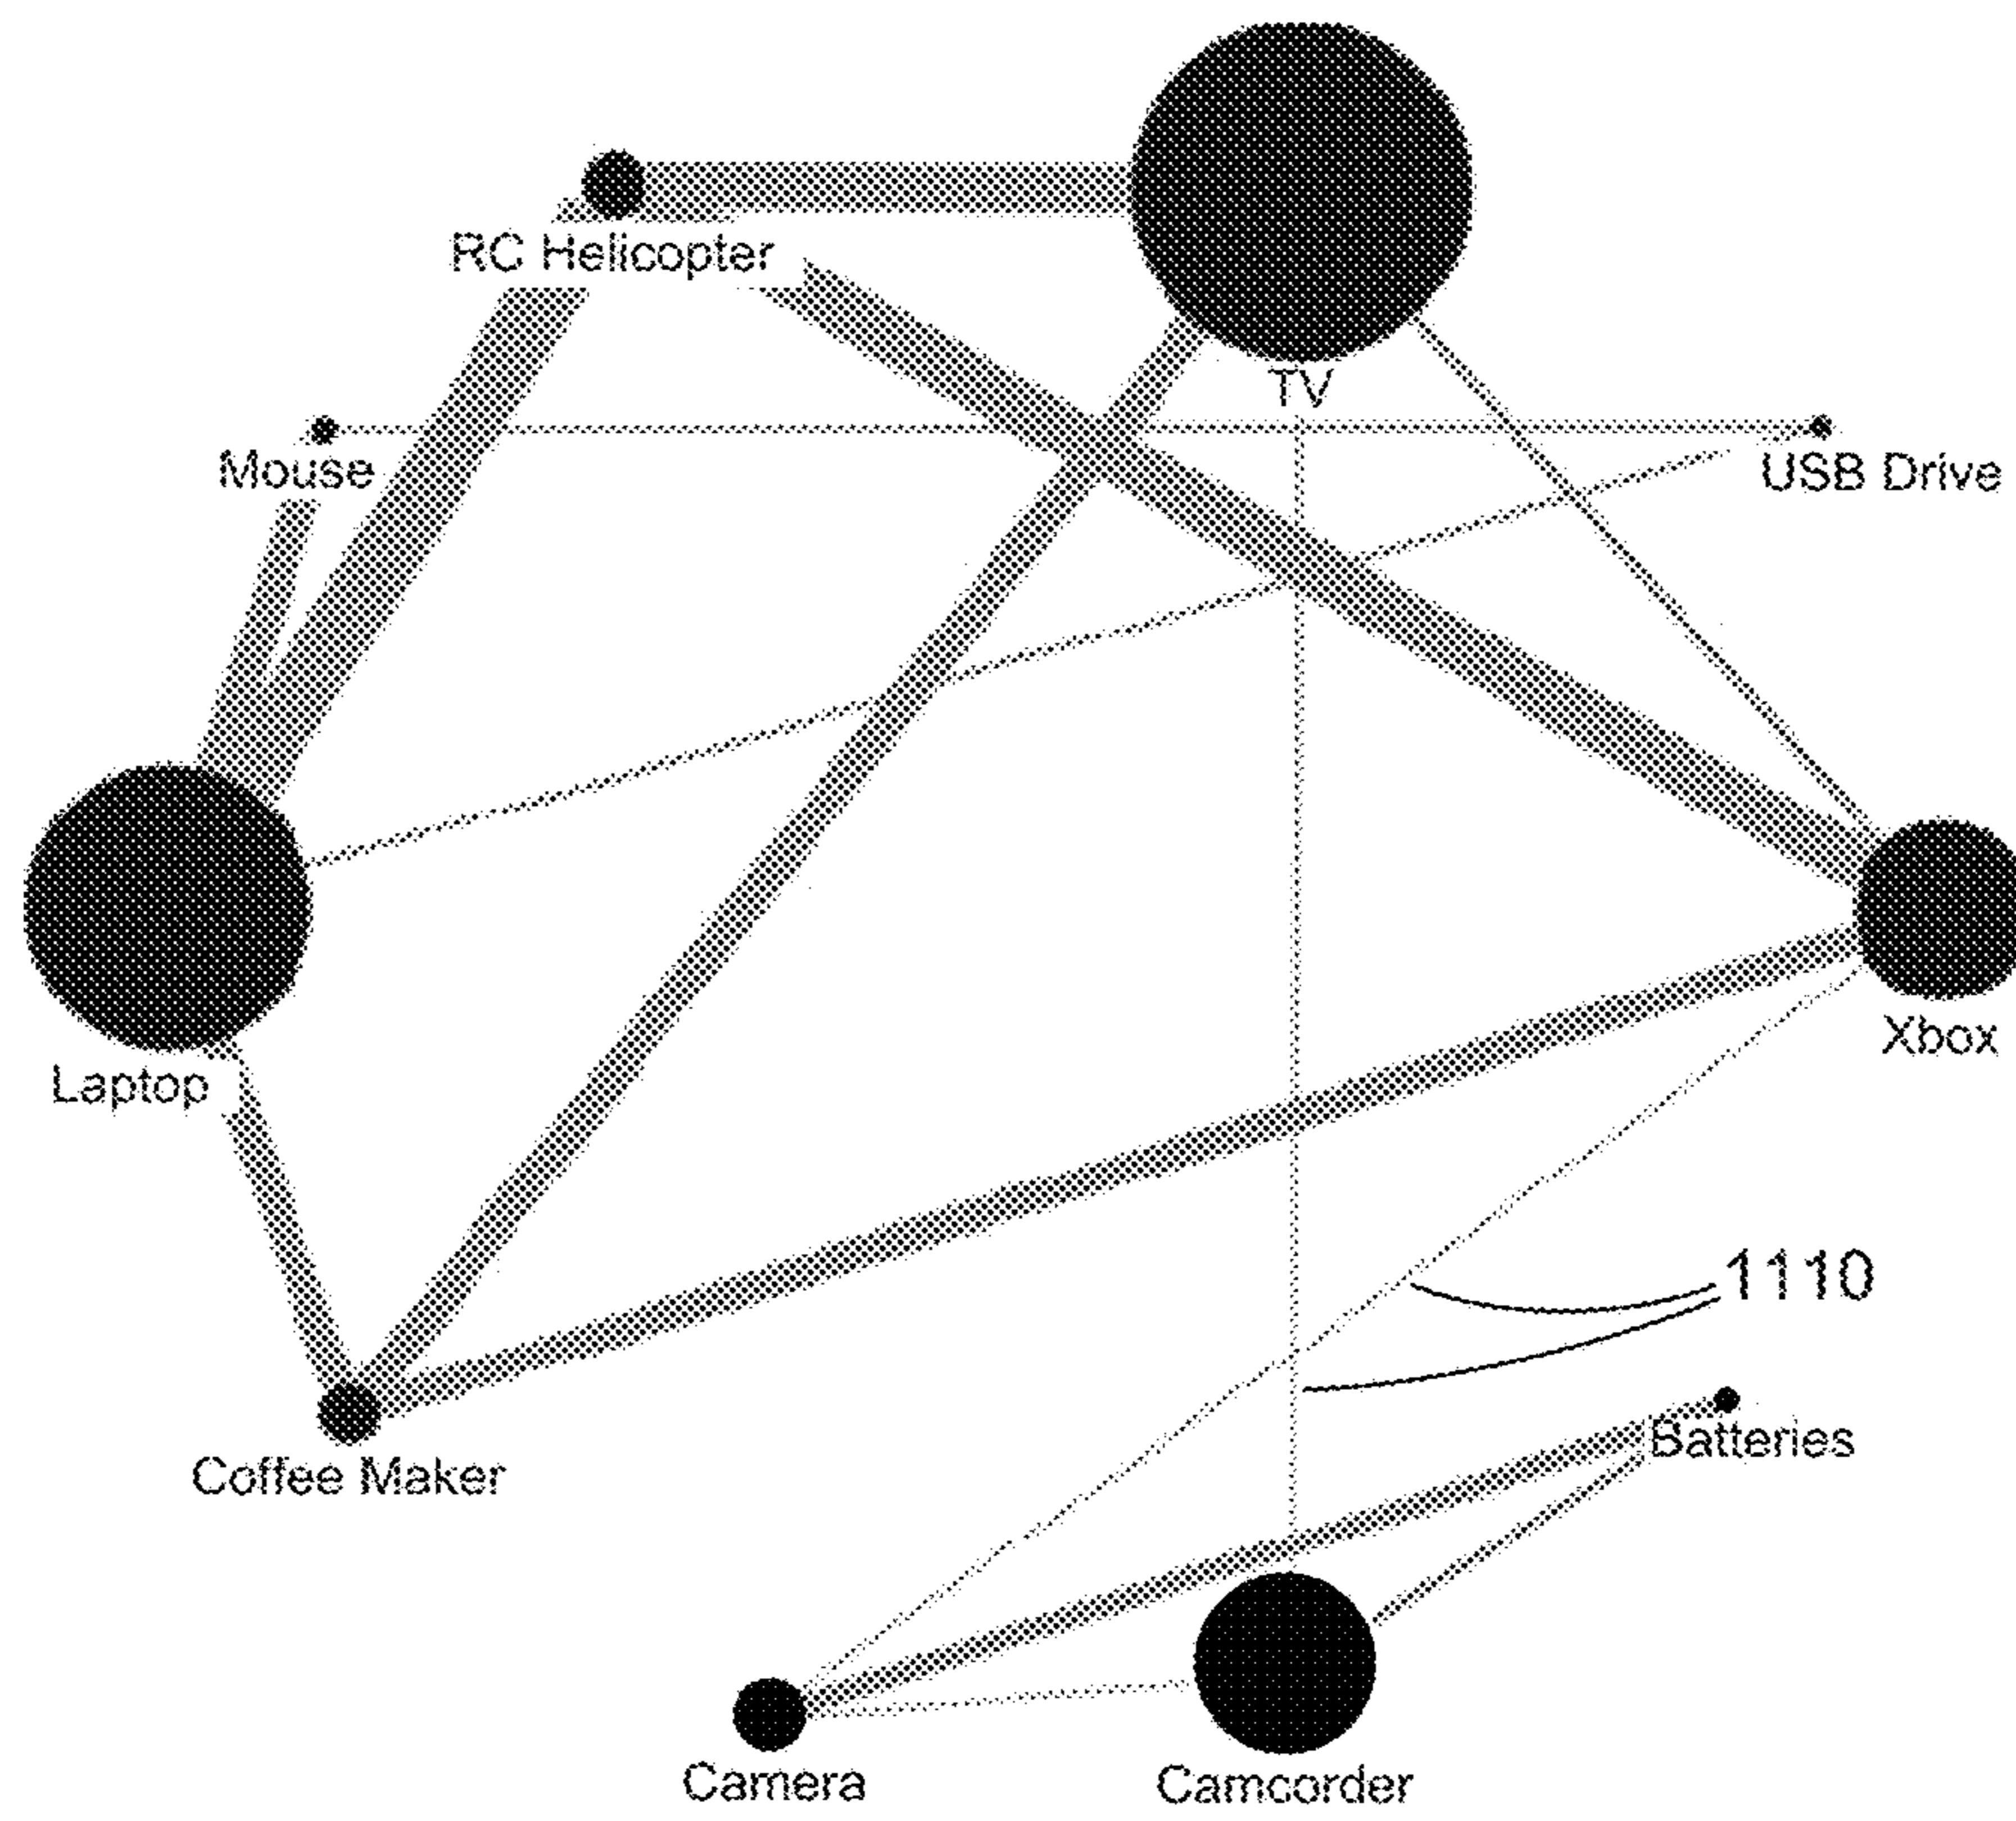 RC Helicopter
TV
Mouse
USB Drive
Laptop
Xbox
1110
Batteries
Coffee Maker
Camera
Camcorder